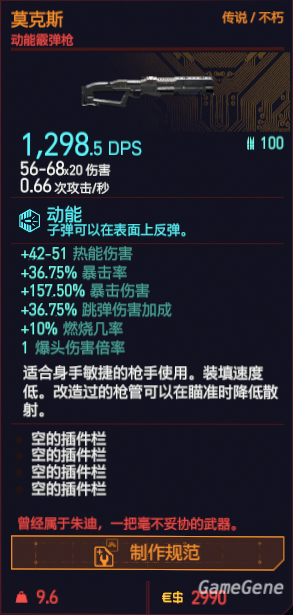 莫克斯 传说 / 不朽
动能霰弹枪
1,298.5 DPS 100
56-68x20 伤害
0.66 次攻击/秒
动能
子弹可以在表面上反弹。
+42-51 热能伤害
+36.75% 暴击率
+157.50% 暴击伤害
+36.75% 跳弹伤害加成
+10% 燃烧几率
1 爆头伤害倍率
适合身手敏捷的枪手使用。装填速度
低。改造过的枪管可以在瞄准时降低散
射。
空的插件栏
空的插件栏
空的插件栏
空的插件栏
曾经属于朱迪，一把毫不妥协的武器。
制作规范
9.6 €$ 2990
GameGene